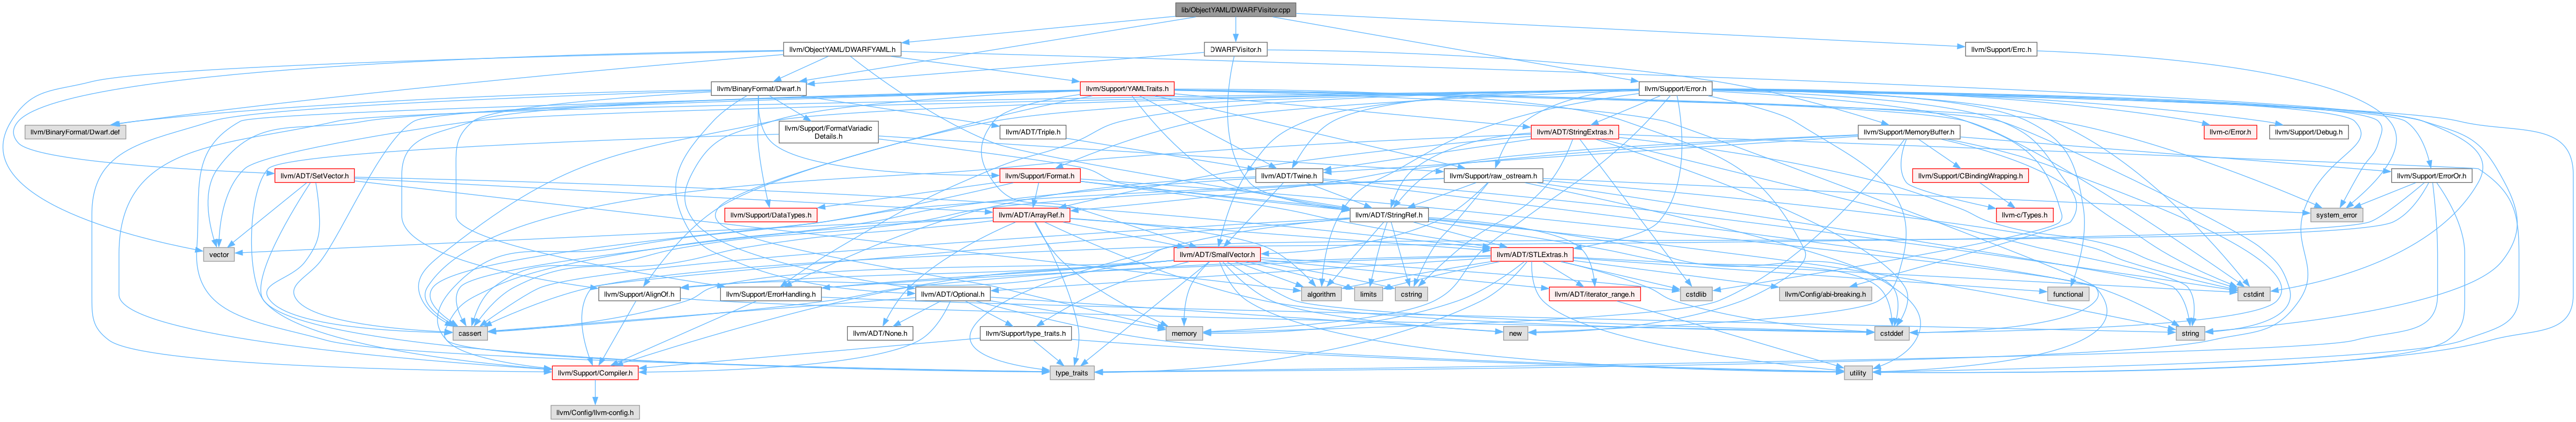 lib/ObjectYAML/DWARFVisitor.cpp
llvm/ObjectYAML/DWARFYAML.h
DWARFVisitor.h
llvm/Support/Errc.h
llvm/BinaryFormat/Dwarf.h
llvm/Support/YAMLTraits.h
llvm/Support/Error.h
llvm/BinaryFormat/Dwarf.def
llvm/Support/FormatVariadic
Details.h
llvm/ADT/Triple.h
llvm/ADT/StringExtras.h
llvm/Support/MemoryBuffer.h
llvm-c/Error.h
llvm/Support/Debug.h
llvm/ADT/SetVector.h
llvm/Support/Format.h
llvm/ADT/Twine.h
llvm/Support/raw_ostream.h
llvm/Support/CBindingWrapping.h
llvm/Support/ErrorOr.h
llvm/Support/DataTypes.h
llvm/ADT/ArrayRef.h
llvm/ADT/StringRef.h
llvm-c/Types.h
system_error
vector
llvm/ADT/SmallVector.h
llvm/ADT/STLExtras.h
llvm/Support/AlignOf.h
llvm/Support/ErrorHandling.h
llvm/ADT/Optional.h
algorithm
limits
cstring
llvm/ADT/iterator_range.h
cstdlib
llvm/Config/abi-breaking.h
functional
cstdint
cassert
llvm/ADT/None.h
llvm/Support/type_traits.h
memory
new
cstddef
string
llvm/Support/Compiler.h
type_traits
utility
llvm/Config/llvm-config.h